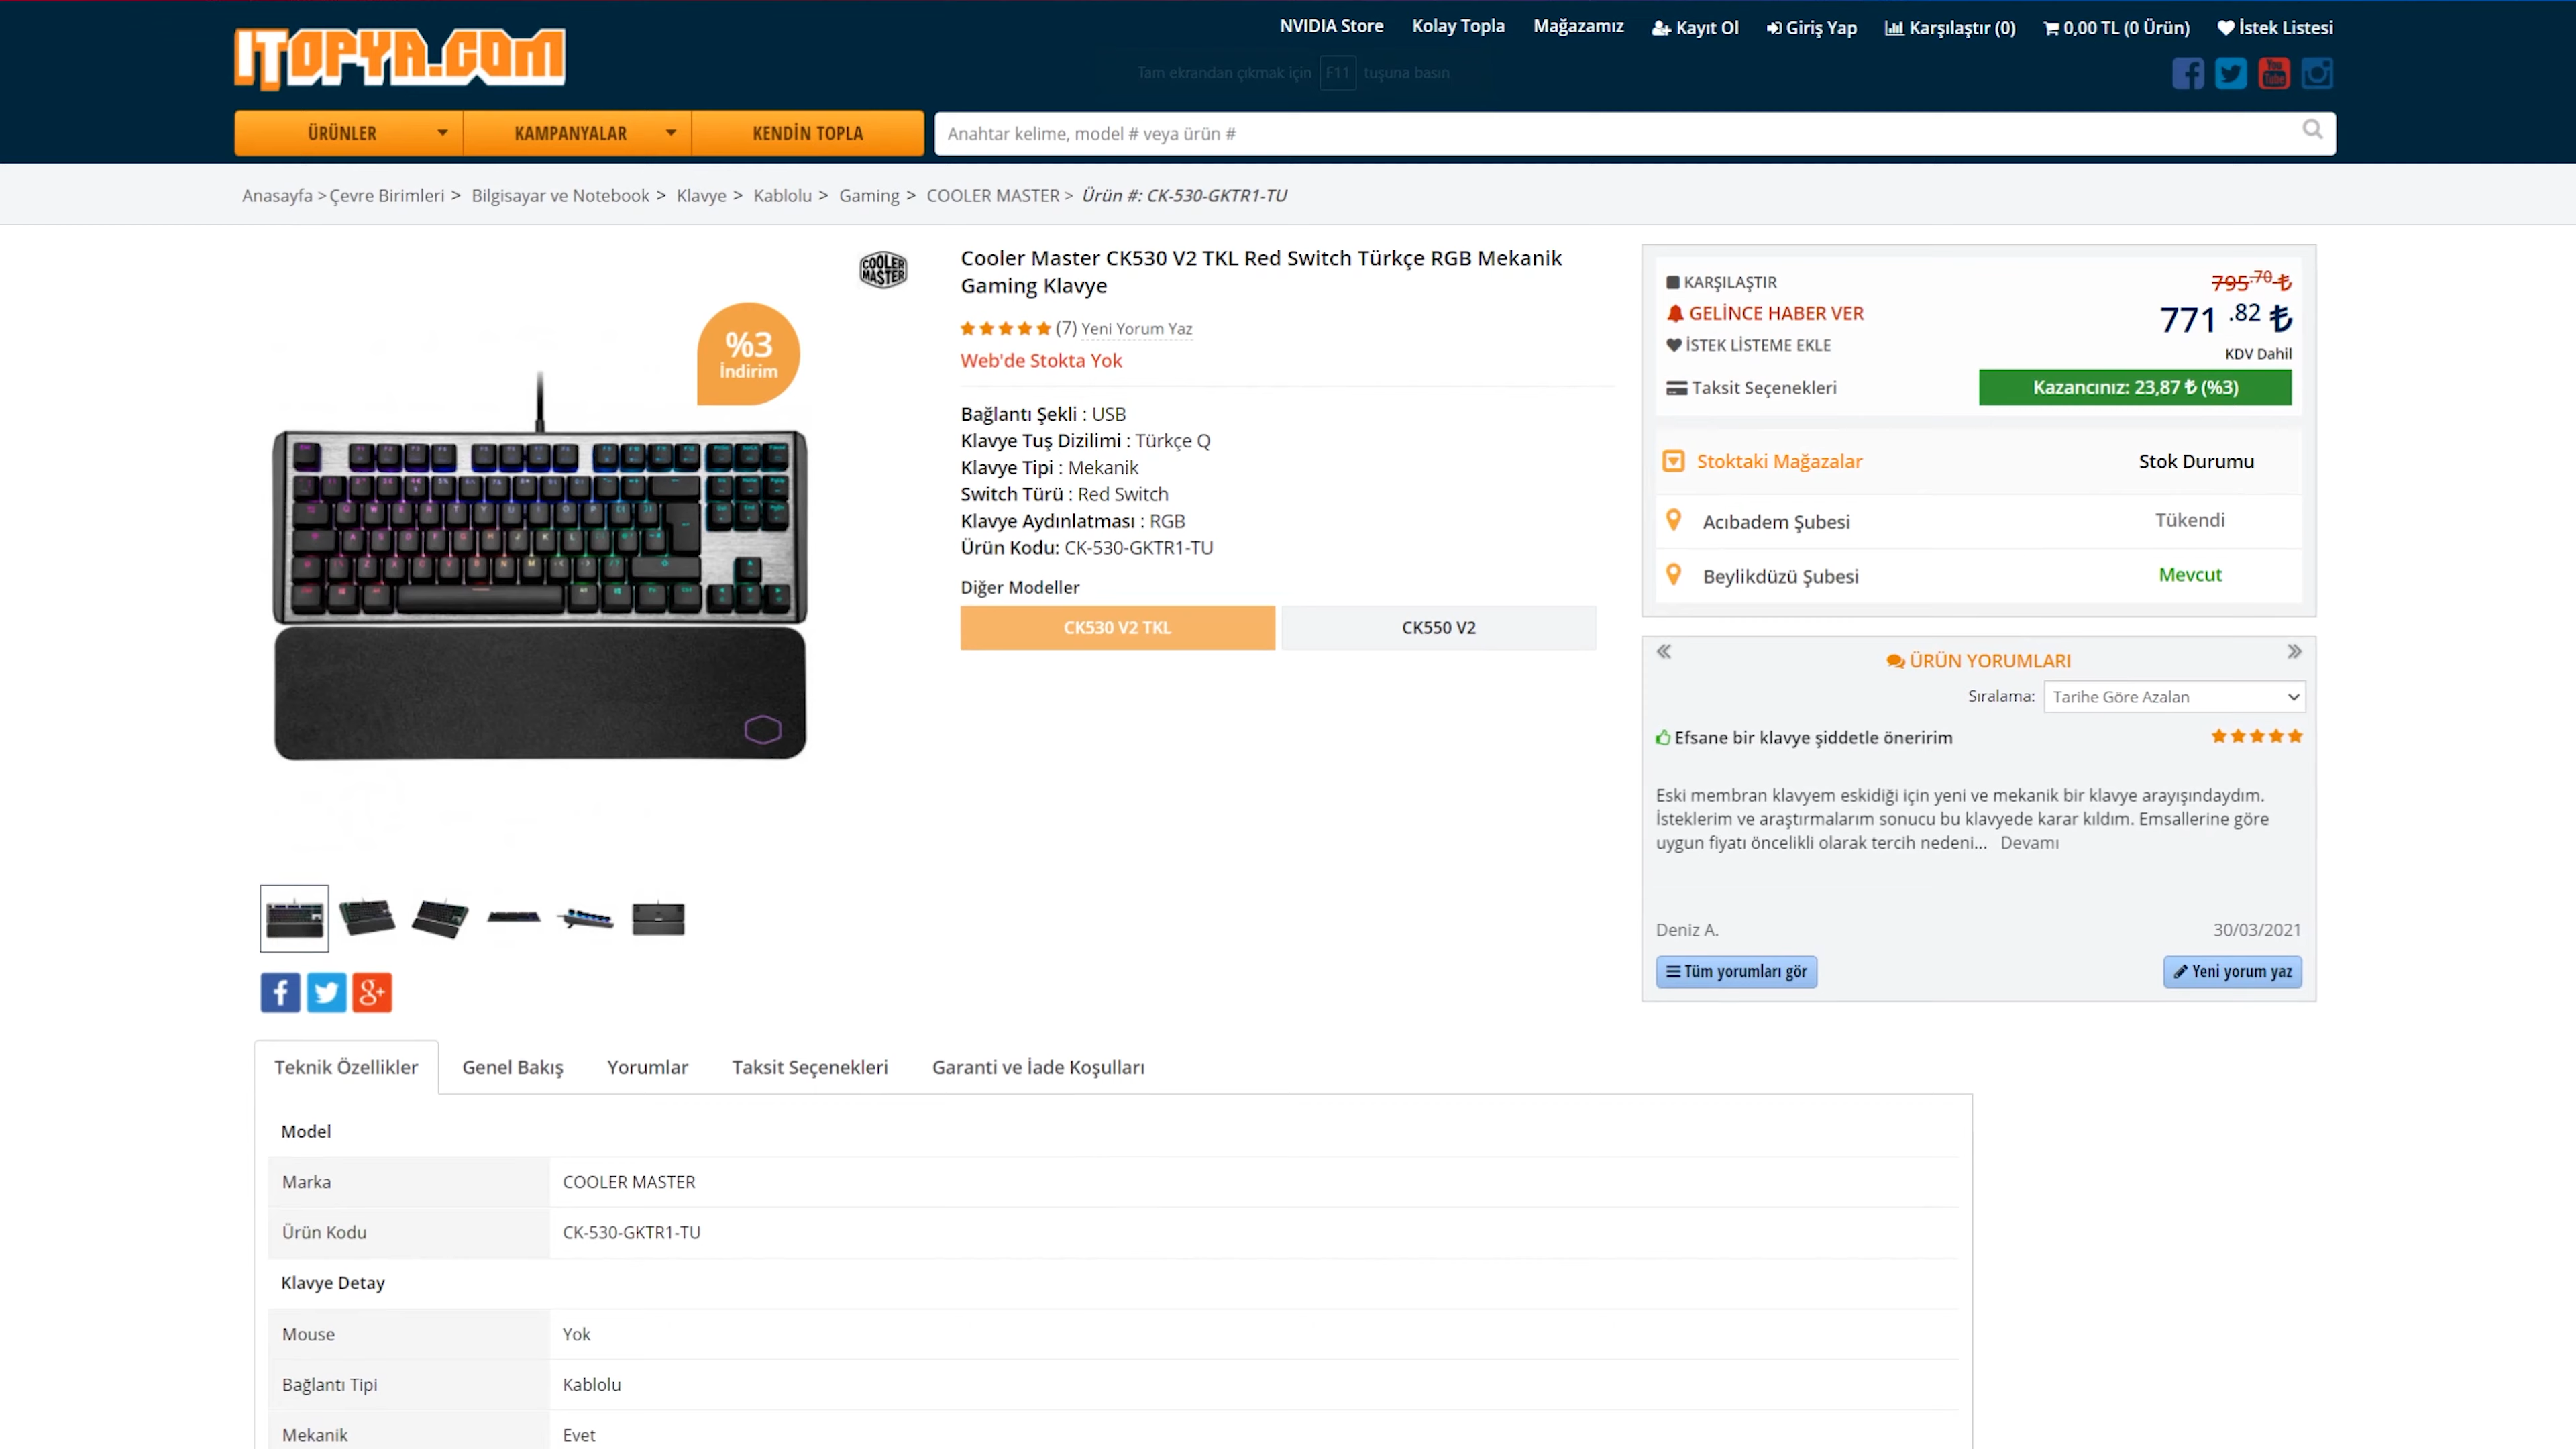 ITOPYA.COM
NVIDIA Store Kolay Topla Mağazamız Kayıt Ol Giriş Yap Karşılaştır (0) 0,00 TL (0 Ürün) İstek Listesi
Tam ekrandan çıkmak için F11 tuşuna basın
ÜRÜNLER KAMPANYALAR KENDİN TOPLA Anahtar kelime, model # veya ürün #
Anasayfa > Çevre Birimleri > Bilgisayar ve Notebook > Klavye > Kablolu > Gaming > COOLER MASTER > Ürün #: CK-530-GKTR1-TU
COOLER
MASTER
%3
İndirim
Cooler Master CK530 V2 TKL Red Switch Türkçe RGB Mekanik
Gaming Klavye
(7) Yeni Yorum Yaz
Web'de Stokta Yok
Bağlantı Şekli : USB
Klavye Tuş Dizilimi : Türkçe Q
Klavye Tipi : Mekanik
Switch Türü : Red Switch
Klavye Aydınlatması : RGB
Ürün Kodu: CK-530-GKTR1-TU
Diğer Modeller
CK530 V2 TKL CK550 V2
KARŞILAŞTIR 795.70 ₺
GELİNCE HABER VER 771 .82 ₺
İSTEK LİSTEME EKLE KDV Dahil
Taksit Seçenekleri Kazancınız: 23,87 ₺ (%3)
Stoktaki Mağazalar Stok Durumu
Acıbadem Şubesi Tükendi
Beylikdüzü Şubesi Mevcut
« ÜRÜN YORUMLARI »
Sıralama: Tarihe Göre Azalan
Efsane bir klavye şiddetle öneririm
Eski membran klavyem eskidiği için yeni ve mekanik bir klavye arayışındaydım.
İsteklerim ve araştırmalarım sonucu bu klavyede karar kıldım. Emsallerine göre
uygun fiyatı öncelikli olarak tercih nedeni... Devamı
Deniz A. 30/03/2021
Tüm yorumları gör Yeni yorum yaz
Teknik Özellikler Genel Bakış Yorumlar Taksit Seçenekleri Garanti ve İade Koşulları
Model
Marka COOLER MASTER
Ürün Kodu CK-530-GKTR1-TU
Klavye Detay
Mouse Yok
Bağlantı Tipi Kablolu
Mekanik Evet